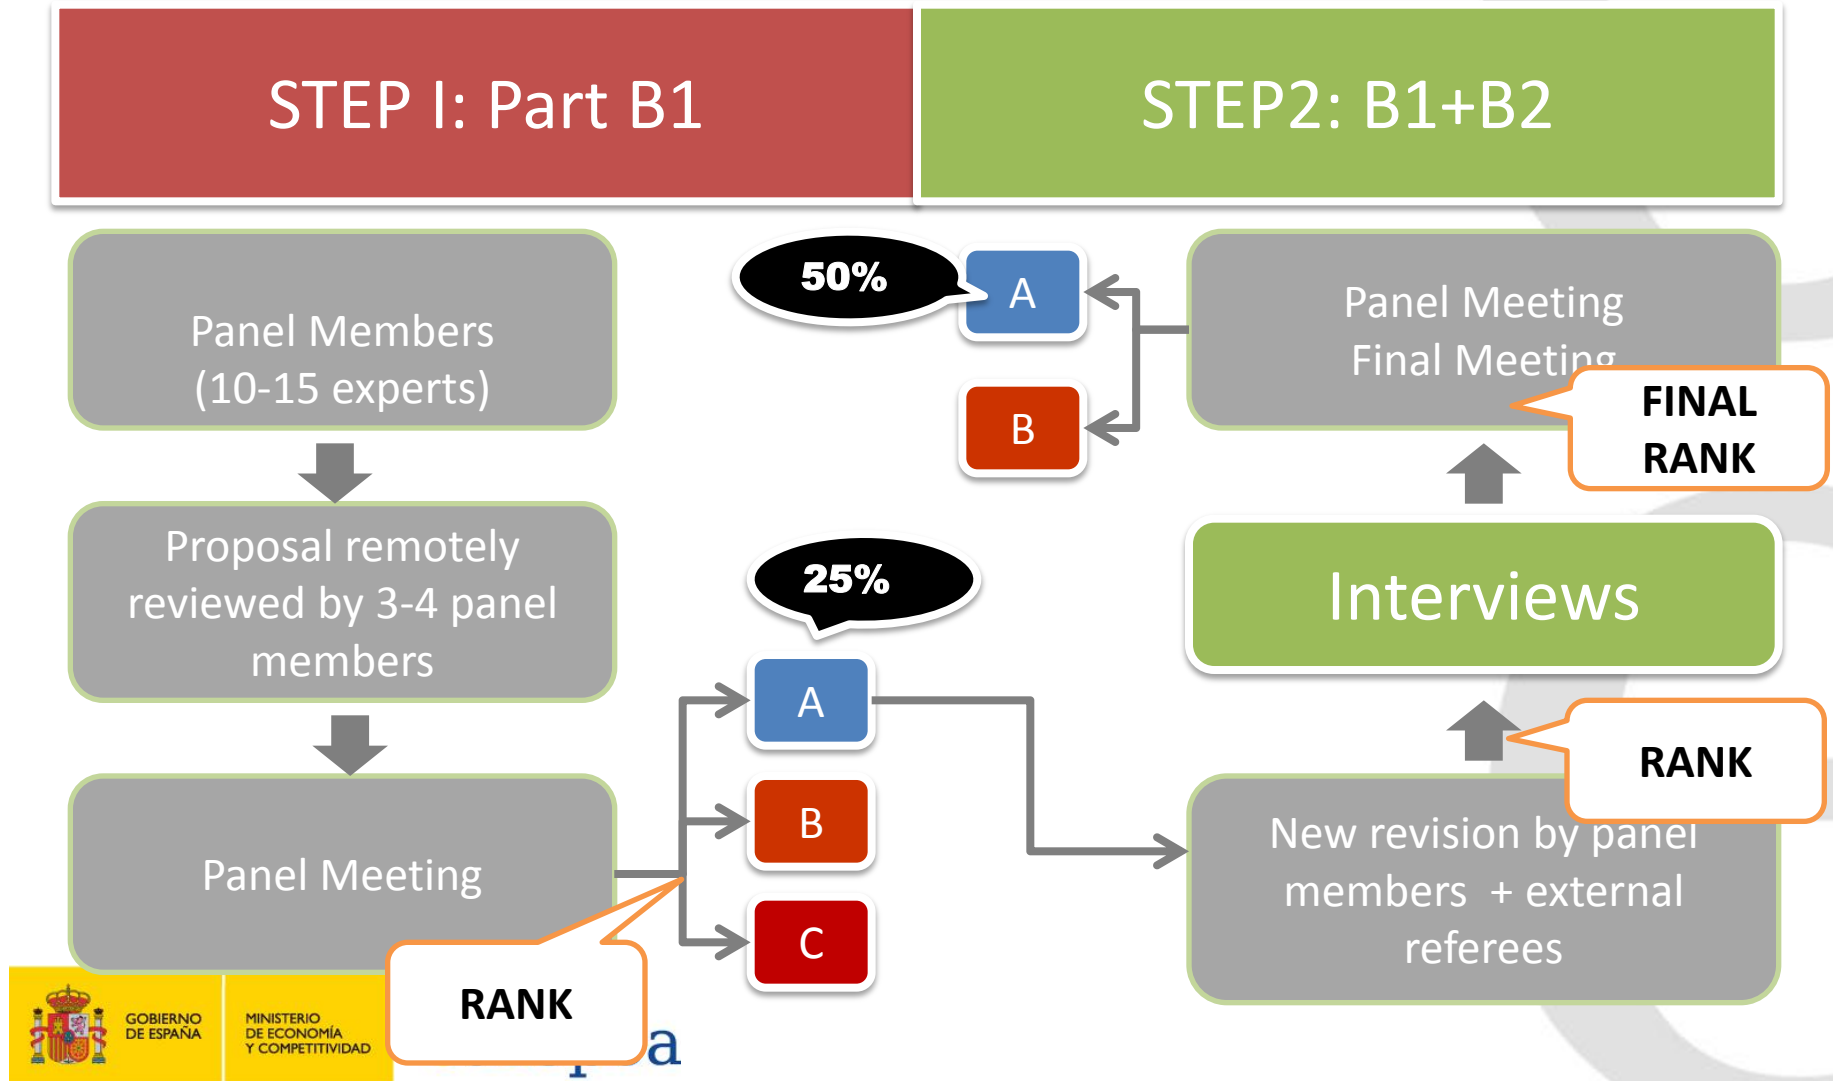 STEP I: Part B1
STEP2: B1+B2
Panel Members
(10-15 experts)
Proposal remotely
reviewed by 3-4 panel
members
Panel Meeting
RANK
25%
A
B
C
New revision by panel
members + external
referees
RANK
Interviews
Panel Meeting
Final Meeting
FINAL
RANK
50%
A
B
GOBIERNO
DE ESPAÑA
MINISTERIO
DE ECONOMÍA
Y COMPETITIVIDAD